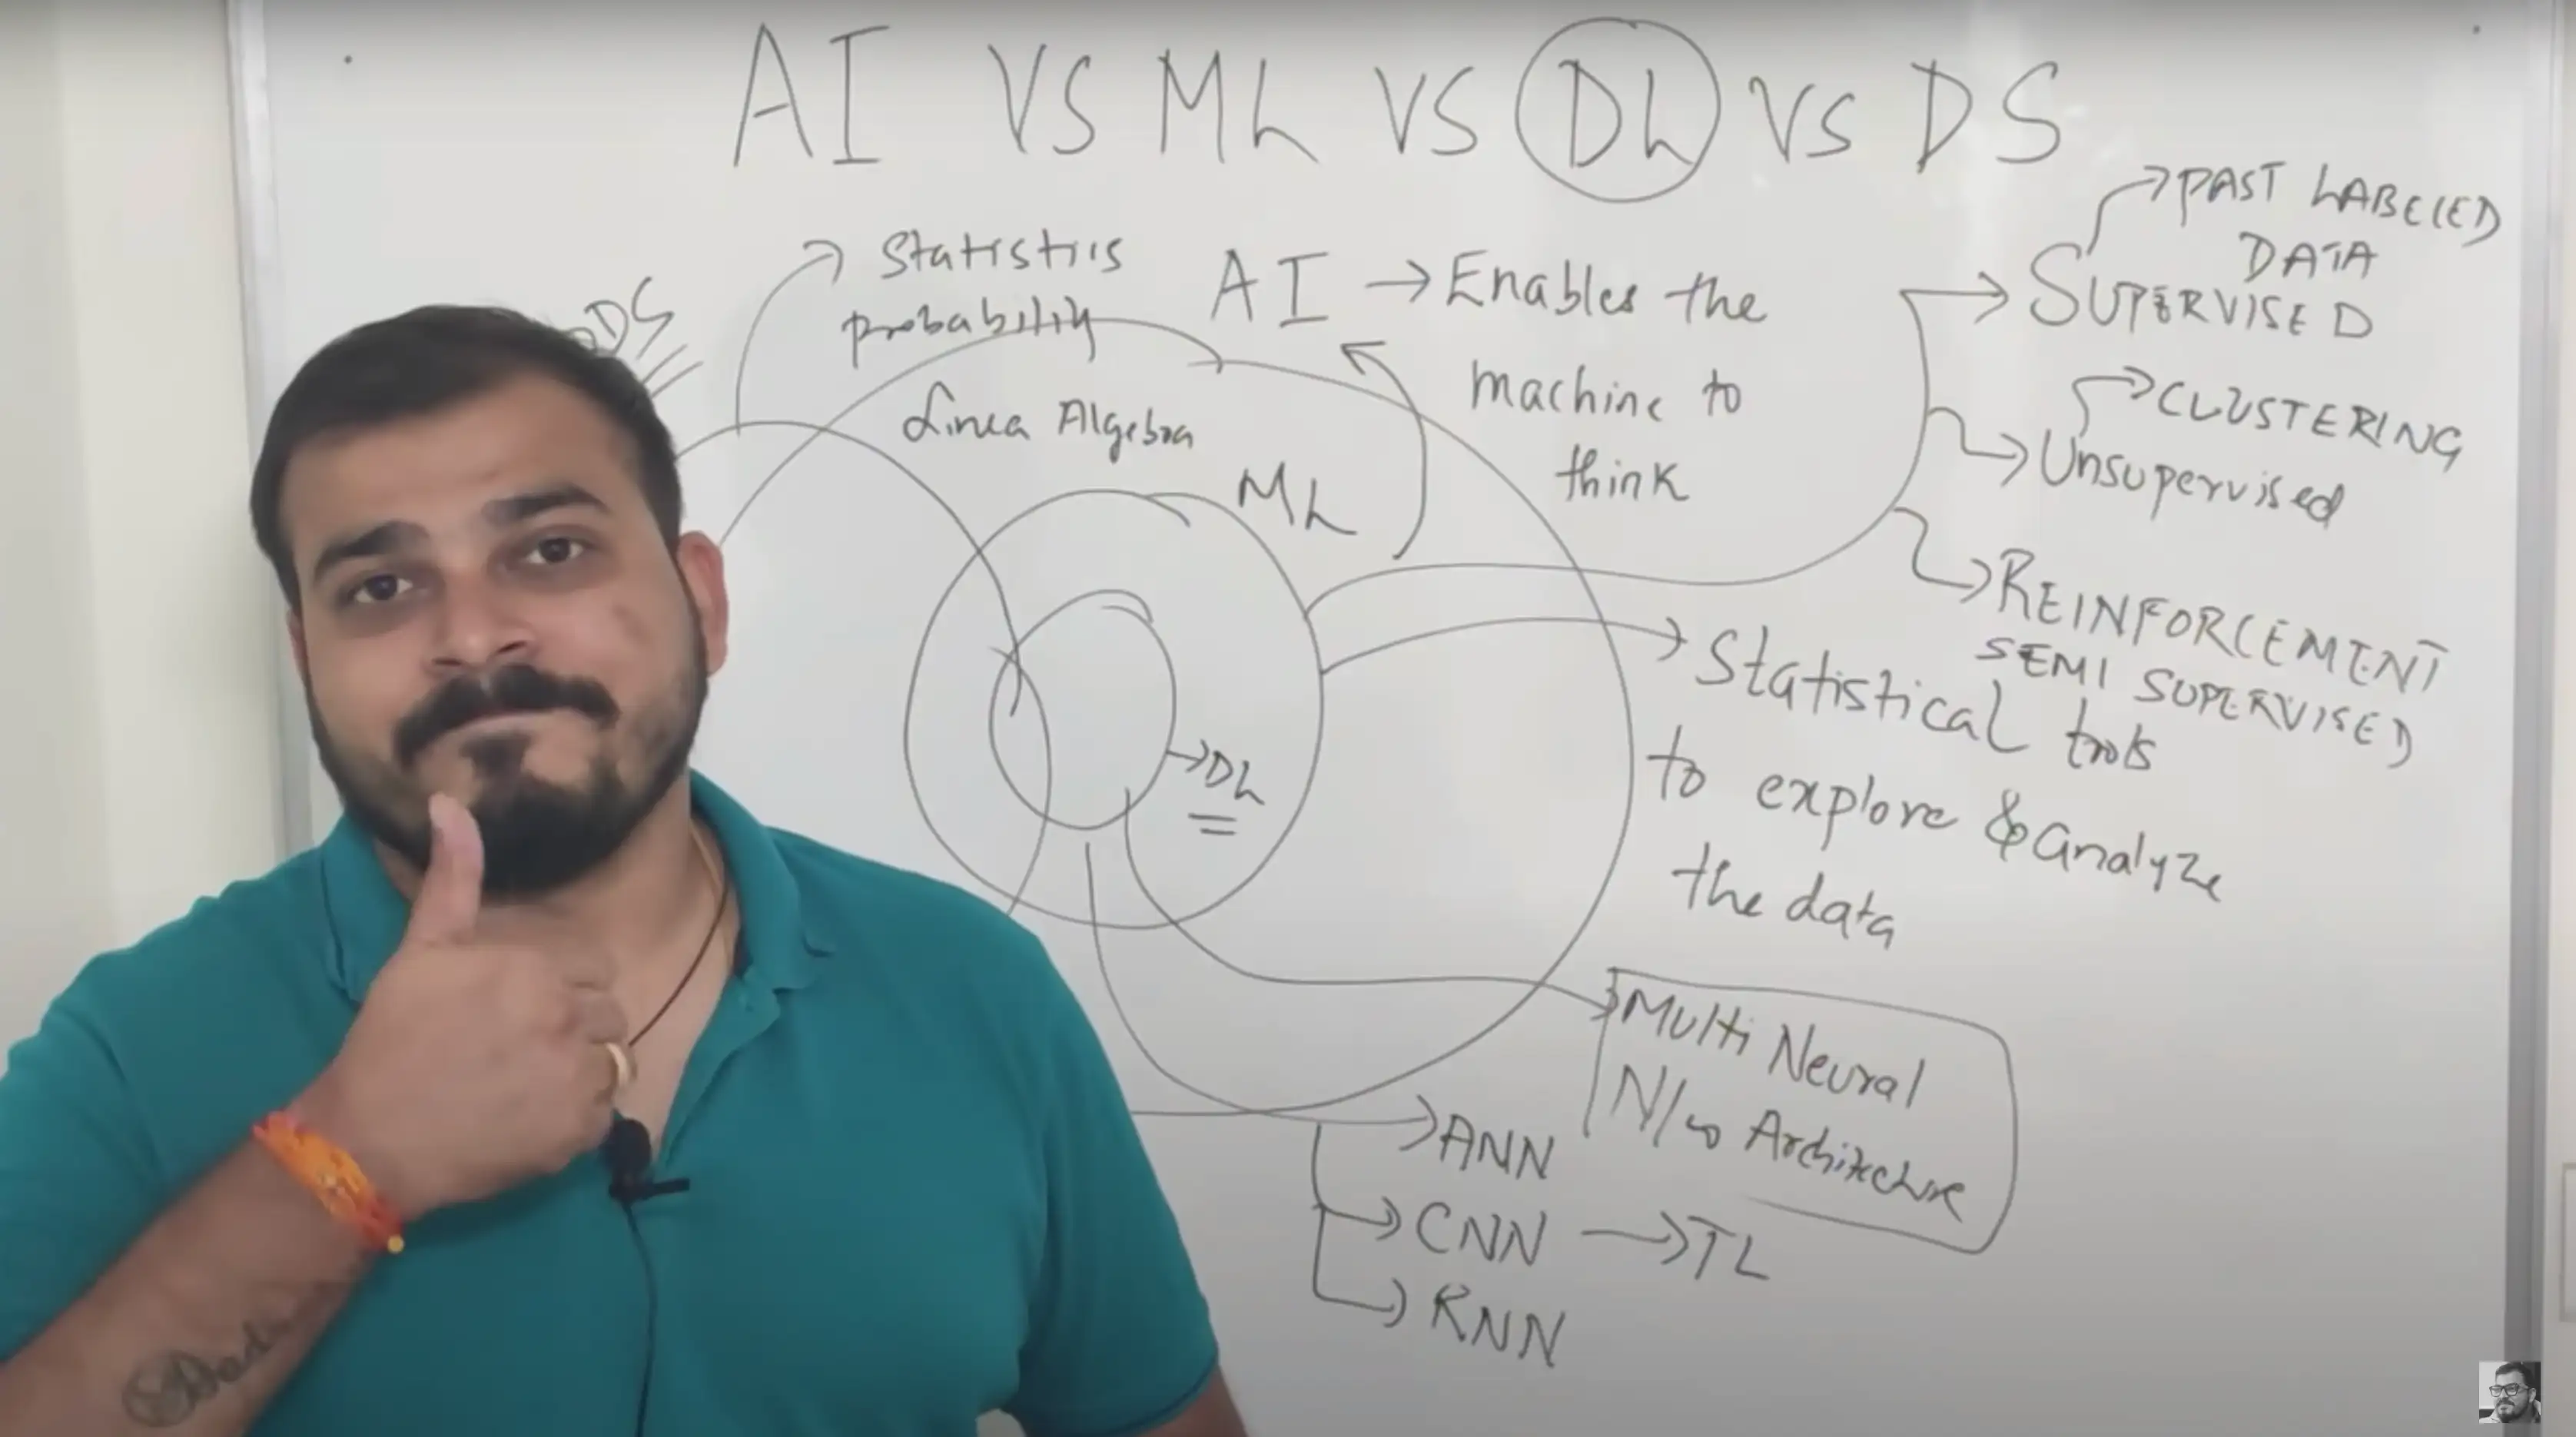 AI VS ML VS DL VS DS
DS
Statistics
probability
Linea Algebra
AI → Enables the
machine to
think
ML
→ DL
→ PAST LABELED
DATA
→ SUPERVISED
→ CLUSTERING
→ Unsupervised
→ REINFORCEMENT
SEMI SUPERVISED
→ Statistical tools
to explore & analyze
the data
→ Multi Neural
N/w Architecture
→ ANN
→ CNN → TL
→ RNN